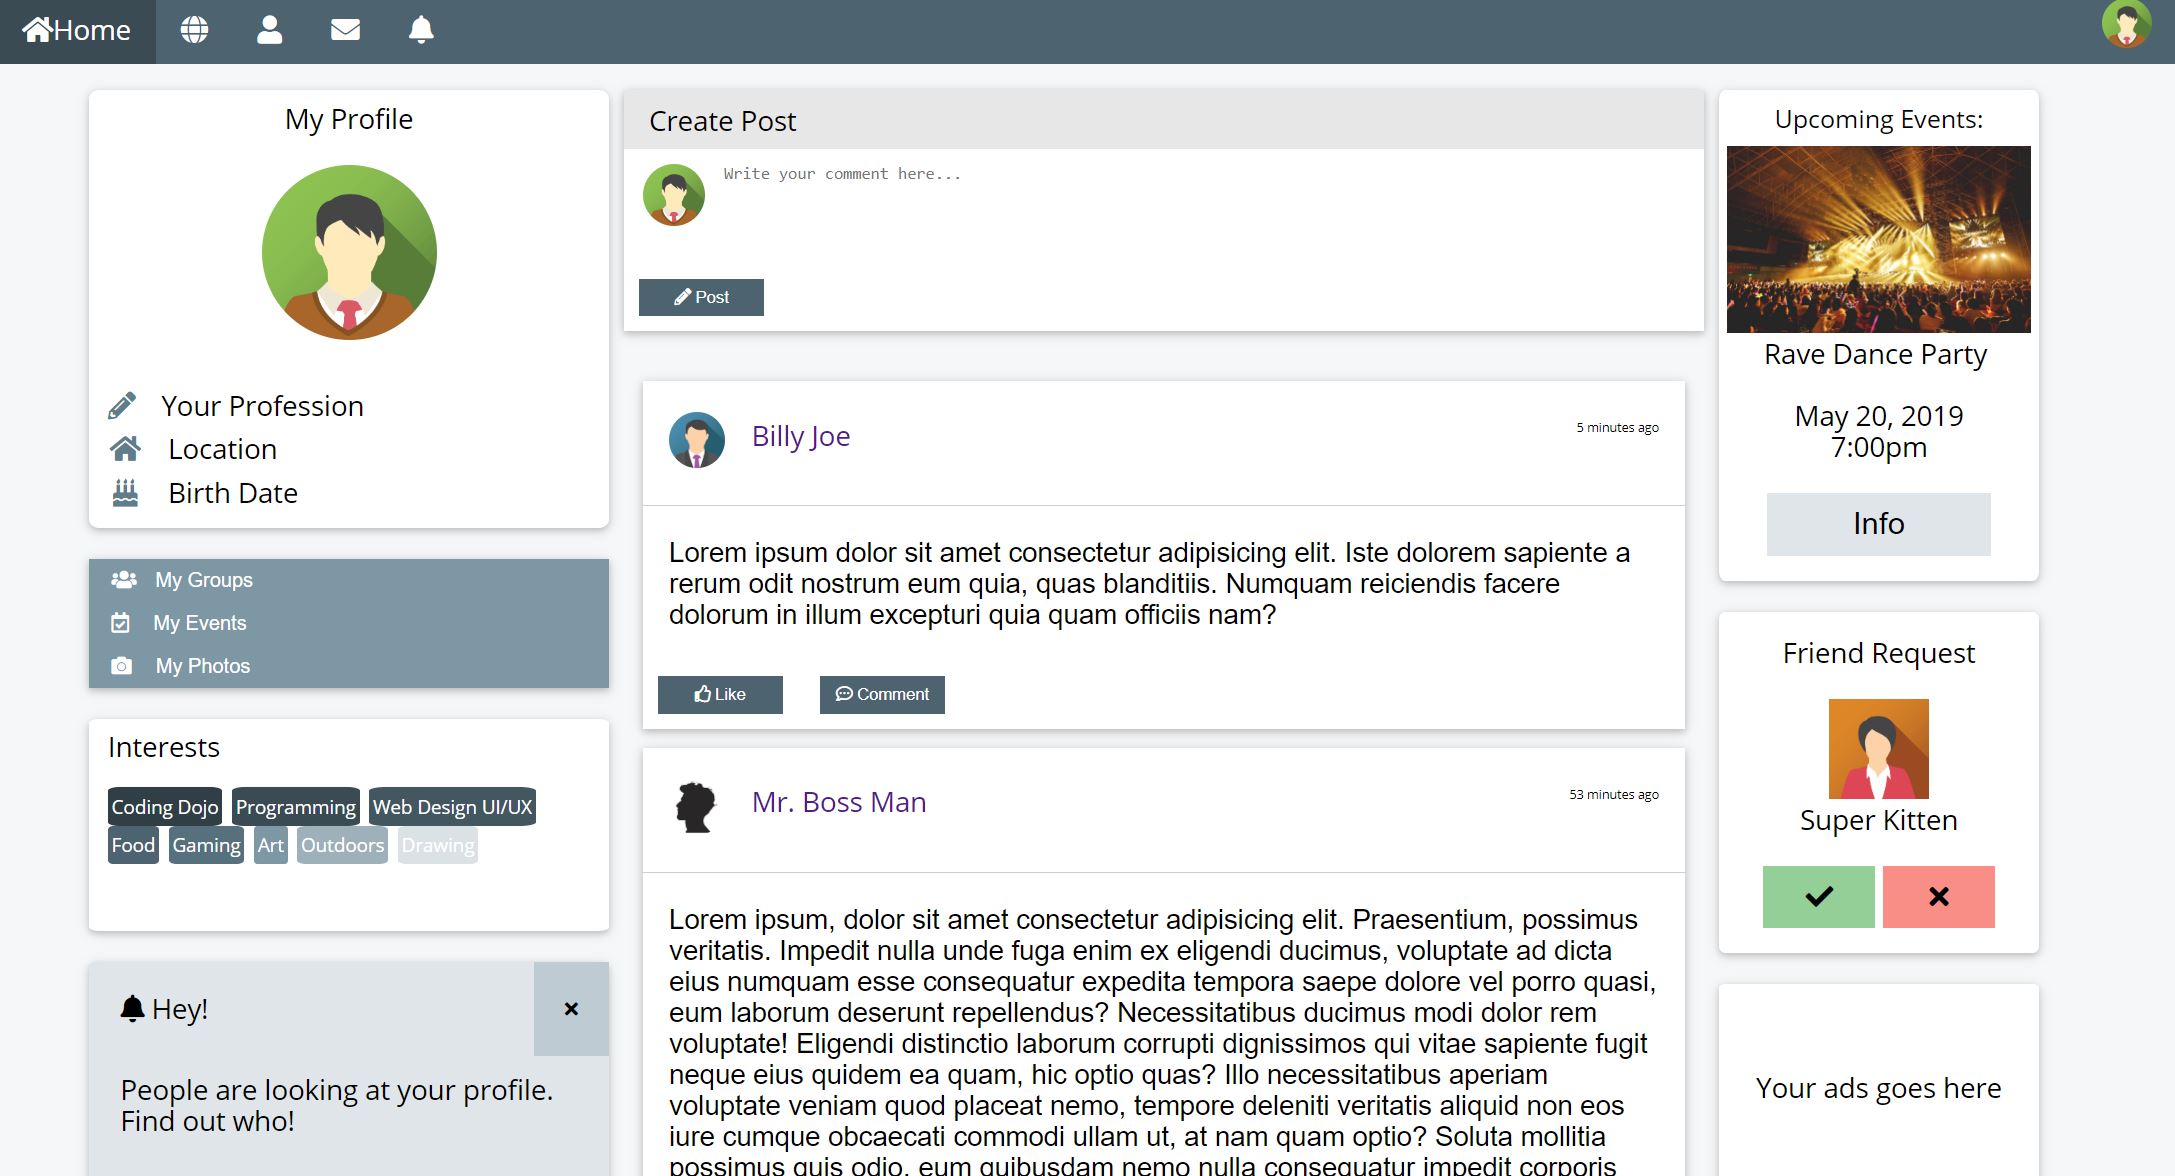 Home
My Profile
Your Profession
Location
Birth Date
My Groups
My Events
My Photos
Interests
Coding Dojo Programming Web Design UI/UX
Food Gaming Art Outdoors Drawing
Hey!
People are looking at your profile.
Find out who!
Create Post
Write your comment here...
Post
Billy Joe
5 minutes ago
Lorem ipsum dolor sit amet consectetur adipisicing elit. Iste dolorem sapiente a
rerum odit nostrum eum quia, quas blanditiis. Numquam reiciendis facere
dolorum in illum excepturi quia quam officiis nam?
Like
Comment
Mr. Boss Man
53 minutes ago
Lorem ipsum, dolor sit amet consectetur adipisicing elit. Praesentium, possimus
veritatis. Impedit nulla unde fuga enim ex eligendi ducimus, voluptate ad dicta
eius numquam esse consequatur expedita tempora saepe dolore vel porro quasi,
eum laborum deserunt repellendus? Necessitatibus ducimus modi dolor rem
voluptate! Eligendi distinctio laborum corrupti dignissimos qui vitae sapiente fugit
neque eius quidem ea quam, hic optio quas? Illo necessitatibus aperiam
voluptate veniam quod placeat nemo, tempore deleniti veritatis aliquid non eos
iure cumque obcaecati commodi ullam ut, at nam quam optio? Soluta mollitia
possimus quis odio, eum quibusdam nemo nulla consequatur impedit corporis
Upcoming Events:
Rave Dance Party
May 20, 2019
7:00pm
Info
Friend Request
Super Kitten
Your ads goes here